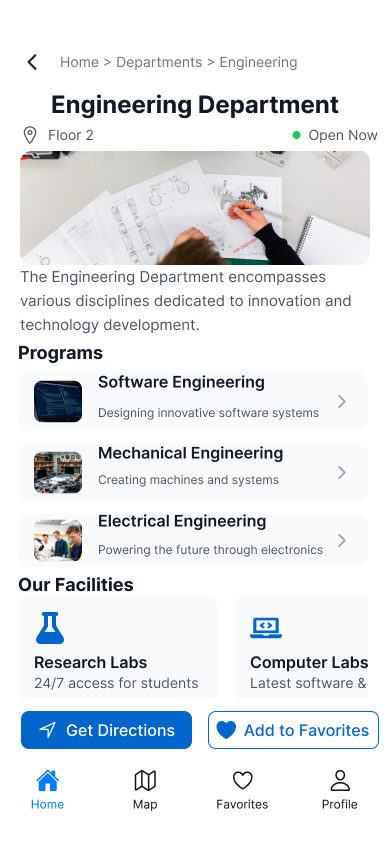 Home > Departments > Engineering
Engineering Department
Floor 2
Open Now
The Engineering Department encompasses
various disciplines dedicated to innovation and
technology development.
Programs
Software Engineering
Designing innovative software systems
Mechanical Engineering
Creating machines and systems
Electrical Engineering
Powering the future through electronics
Our Facilities
Research Labs
24/7 access for students
Computer Labs
Latest software &
Get Directions
Add to Favorites
Home
Map
Favorites
Profile